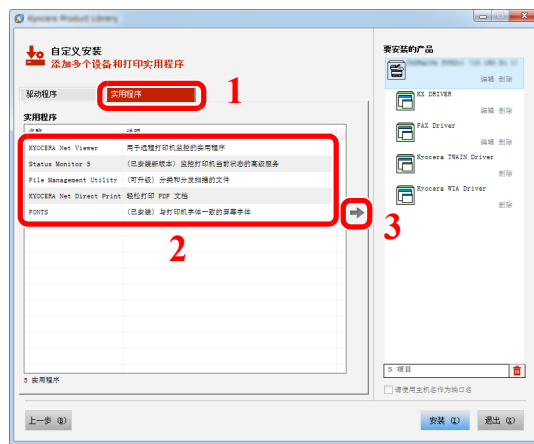 Kyocera Product Library
自定义安装
添加多个设备和打印实用程序
驱动程序
实用程序
1
实用程序
名称 说明
KYOCERA Net Viewer 用于远程打印机监控的实用程序
Status Monitor 5 (已安装新版本) 监控打印机当前状态的高级服务
File Management Utility (可升级) 分类和分发扫描的文件
KYOCERA Net Direct Print 轻松打印 PDF 文档
FONTS (已安装) 与打印机字体一致的屏幕字体
2
3
5 实用程序
要安装的产品
编辑 删除
KX DRIVER
编辑 删除
FAX Driver
编辑 删除
Kyocera TWAIN Driver
删除
Kyocera WIA Driver
删除
5 项目
请使用主机名作为端口名
上一步 (B)
安装 (I)
退出 (X)